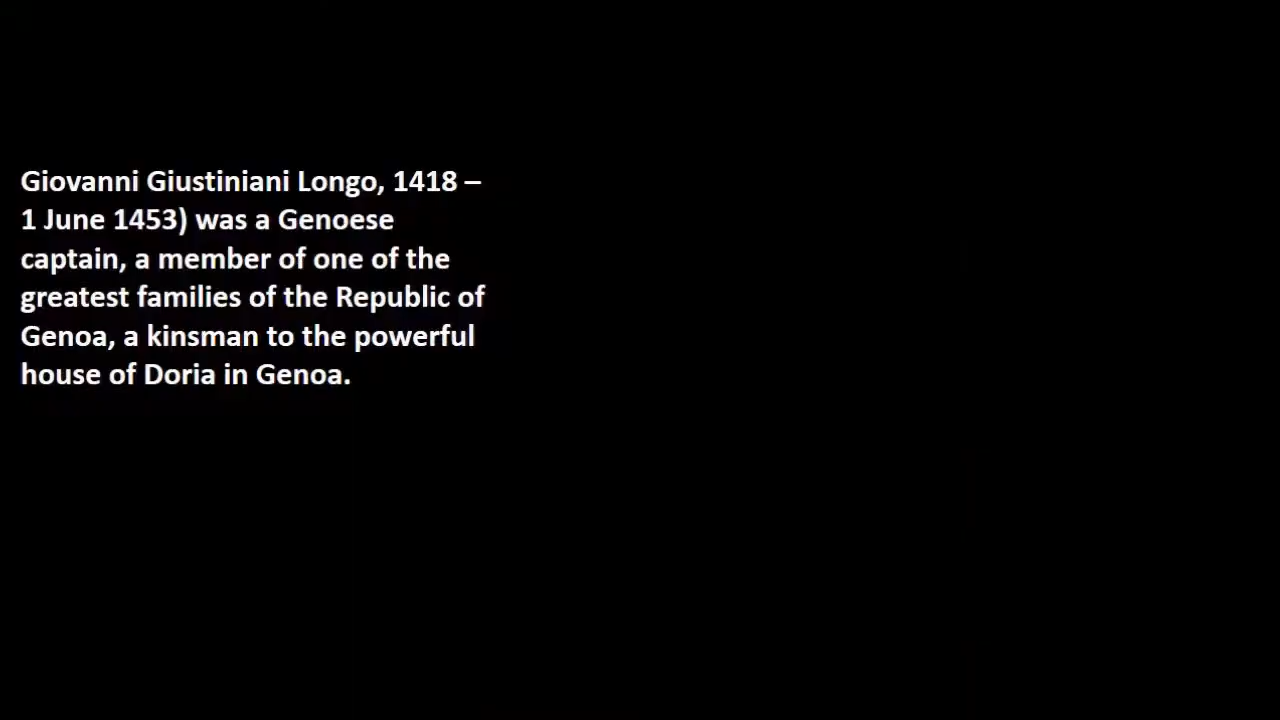 Giovanni Giustiniani Longo, 1418 –
1 June 1453) was a Genoese
captain, a member of one of the
greatest families of the Republic of
Genoa, a kinsman to the powerful
house of Doria in Genoa.